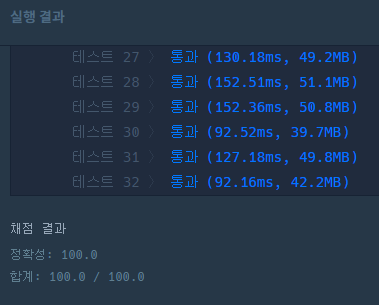 실행 결과
테스트 27 〉 통과 (130.18ms, 49.2MB)
테스트 28 〉 통과 (152.51ms, 51.1MB)
테스트 29 〉 통과 (152.36ms, 50.8MB)
테스트 30 〉 통과 (92.52ms, 39.7MB)
테스트 31 〉 통과 (127.18ms, 49.8MB)
테스트 32 〉 통과 (92.16ms, 42.2MB)
채점 결과
정확성: 100.0
합계: 100.0 / 100.0